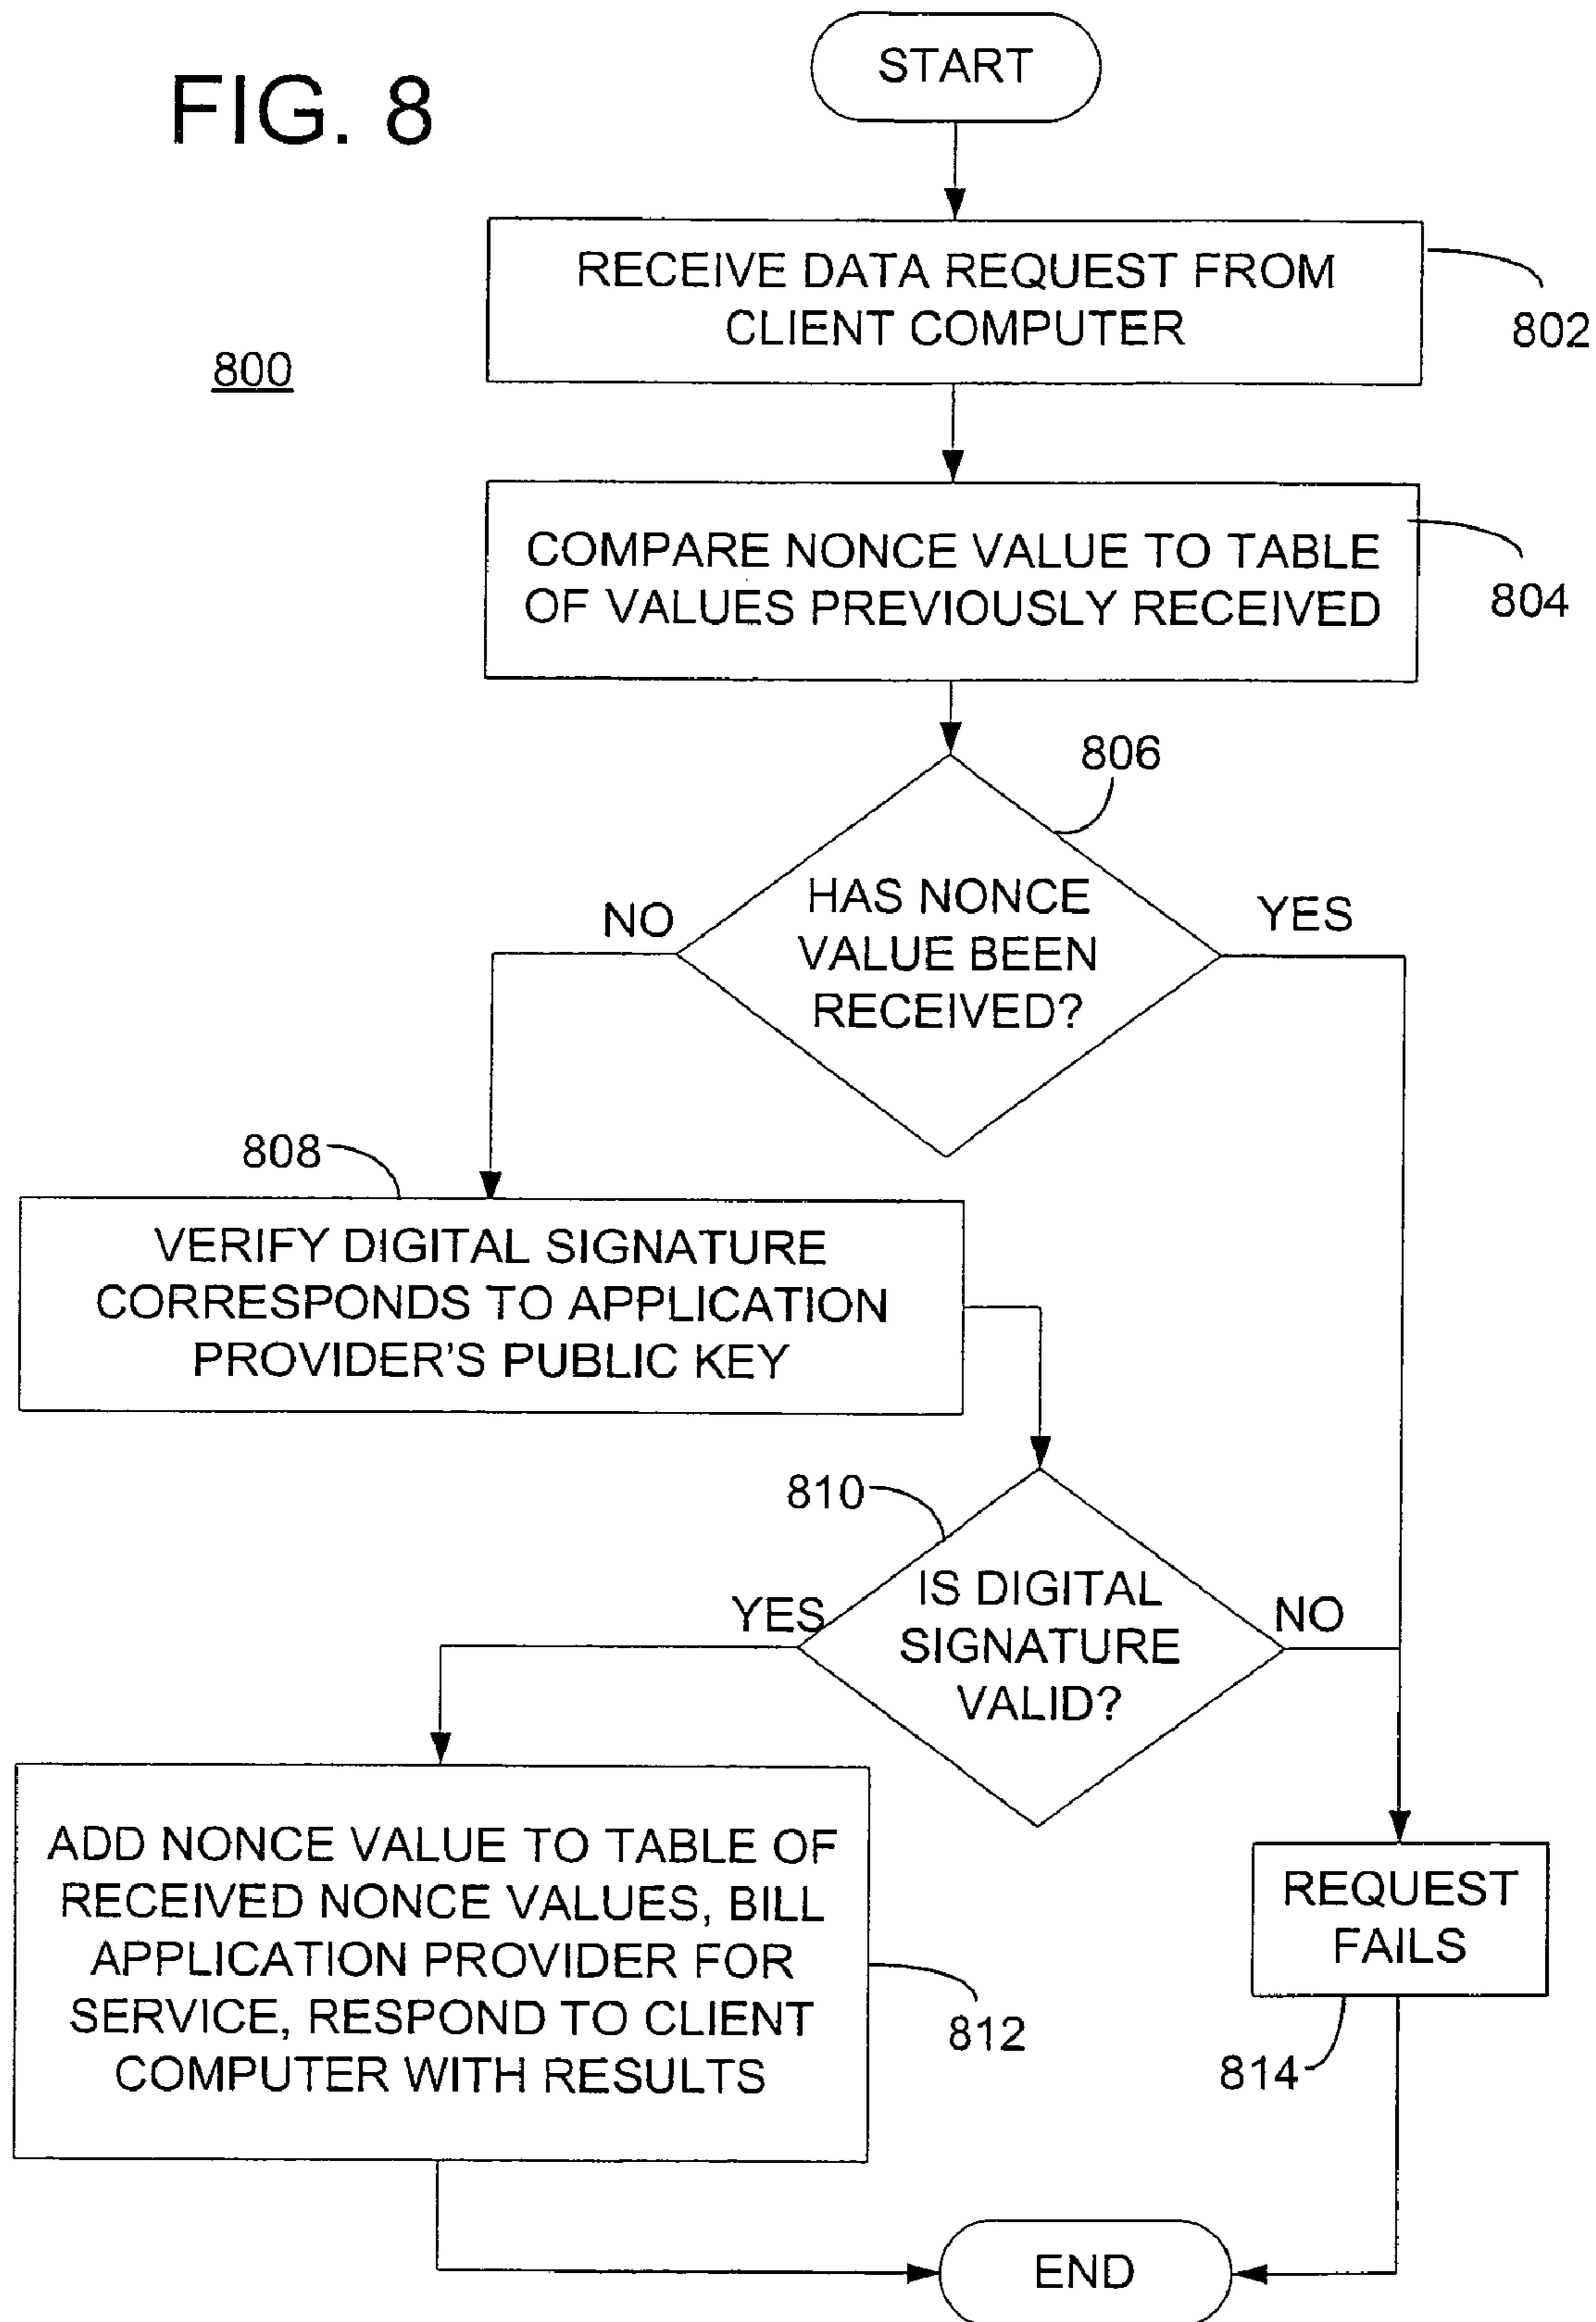 FIG. 8
START
RECEIVE DATA REQUEST FROM
CLIENT COMPUTER
802
800
COMPARE NONCE VALUE TO TABLE
OF VALUES PREVIOUSLY RECEIVED
804
806
HAS NONCE
VALUE BEEN
RECEIVED?
NO
YES
808
VERIFY DIGITAL SIGNATURE
CORRESPONDS TO APPLICATION
PROVIDER'S PUBLIC KEY
810
IS DIGITAL
SIGNATURE
VALID?
YES
NO
ADD NONCE VALUE TO TABLE OF
RECEIVED NONCE VALUES, BILL
APPLICATION PROVIDER FOR
SERVICE, RESPOND TO CLIENT
COMPUTER WITH RESULTS
812
REQUEST
FAILS
814
END